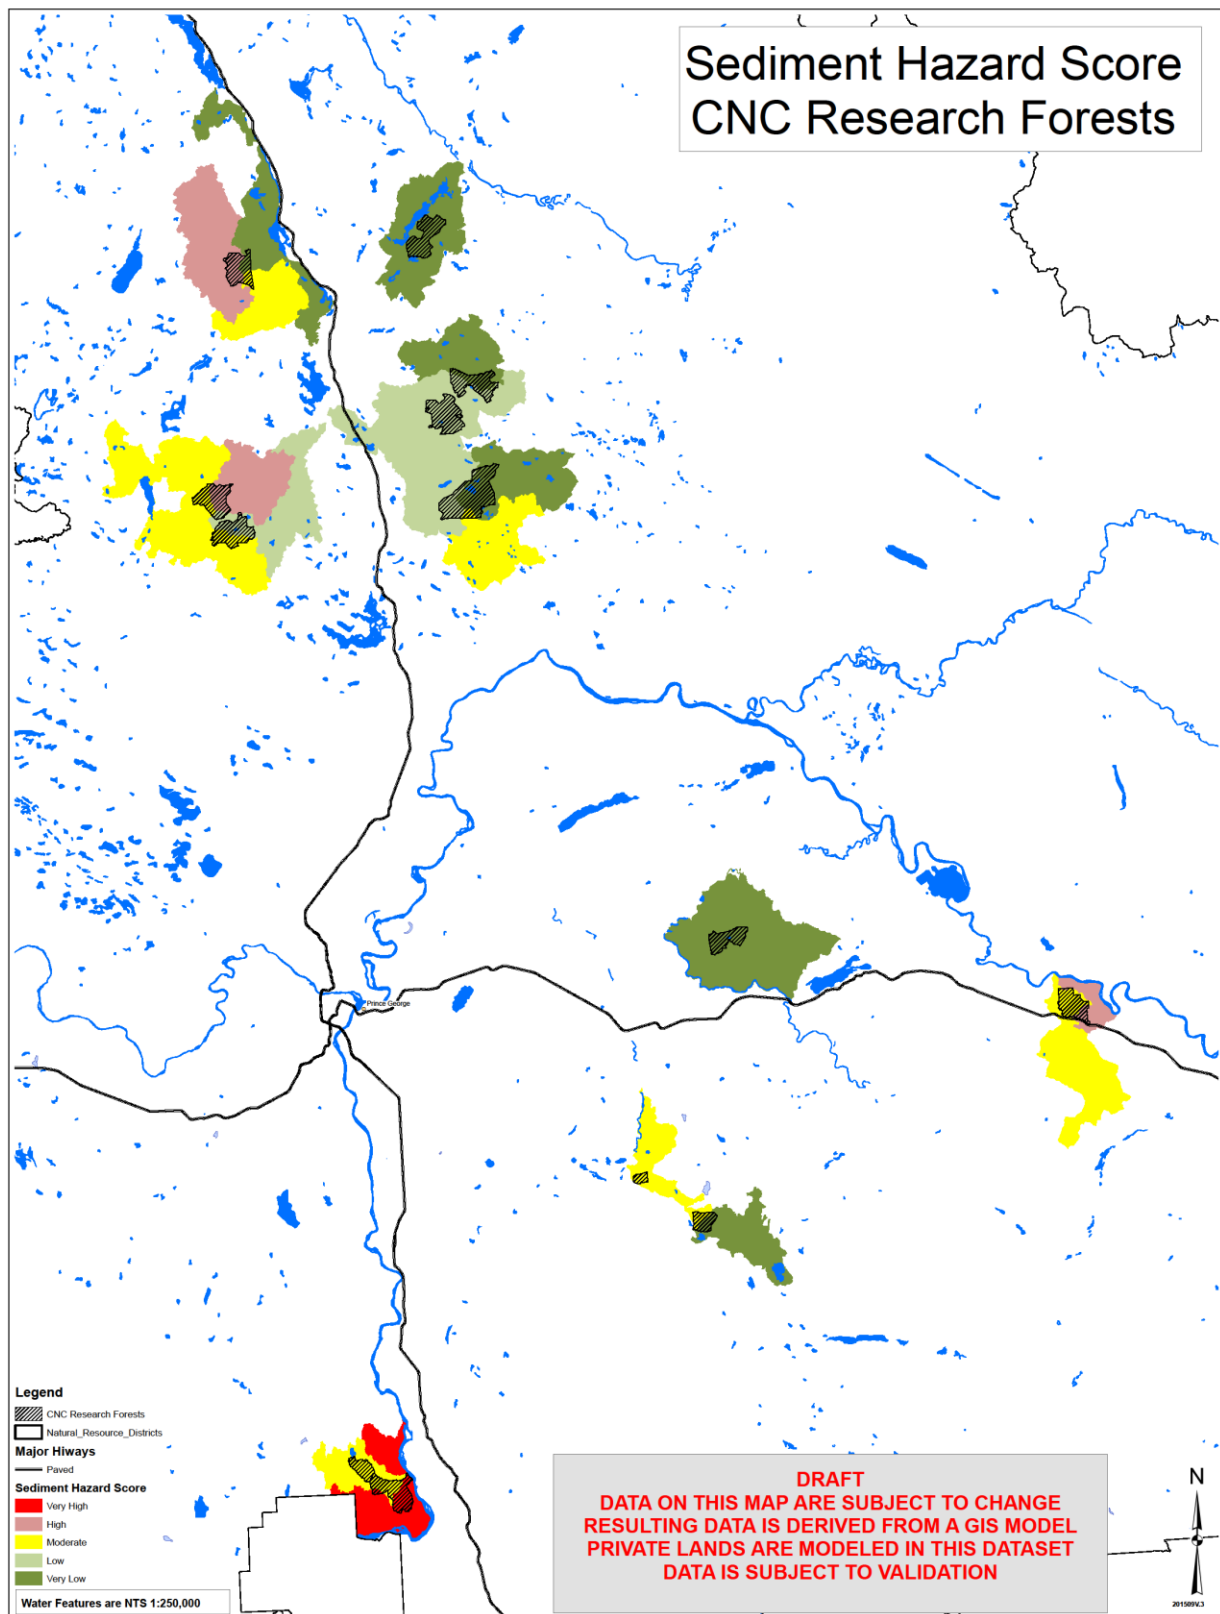 Sediment Hazard Score
CNC Research Forests
Prince George
Legend
CNC Research Forests
Natural_Resource_Districts
Major Hiways
Paved
Sediment Hazard Score
Very High
High
Moderate
Low
Very Low
Water Features are NTS 1:250,000
DRAFT
DATA ON THIS MAP ARE SUBJECT TO CHANGE
RESULTING DATA IS DERIVED FROM A GIS MODEL
PRIVATE LANDS ARE MODELED IN THIS DATASET
DATA IS SUBJECT TO VALIDATION
N